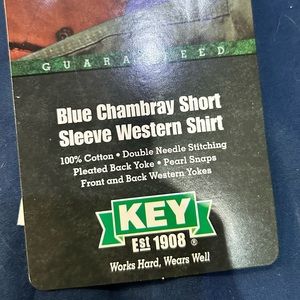 GUARANTEED
Blue Chambray Short
Sleeve Western Shirt
100% Cotton • Double Needle Stitching
Pleated Back Yoke • Pearl Snaps
Front and Back Western Yokes
KEY
Est 1908 ®
Works Hard, Wears Well